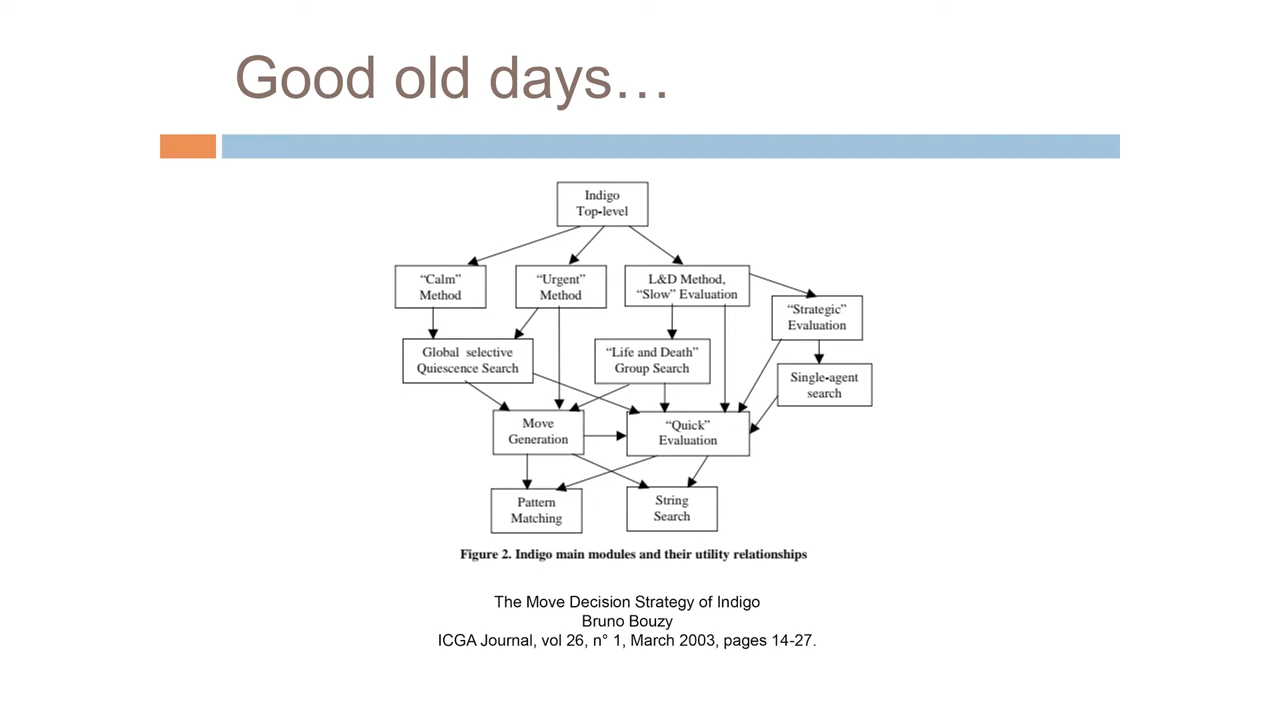 Good old days…
Indigo
Top-level
“Calm”
Method
“Urgent”
Method
L&D Method,
“Slow” Evaluation
“Strategic”
Evaluation
Global selective
Quiescence Search
“Life and Death”
Group Search
Single-agent
search
Move
Generation
“Quick”
Evaluation
Pattern
Matching
String
Search
Figure 2. Indigo main modules and their utility relationships
The Move Decision Strategy of Indigo
Bruno Bouzy
ICGA Journal, vol 26, n° 1, March 2003, pages 14-27.